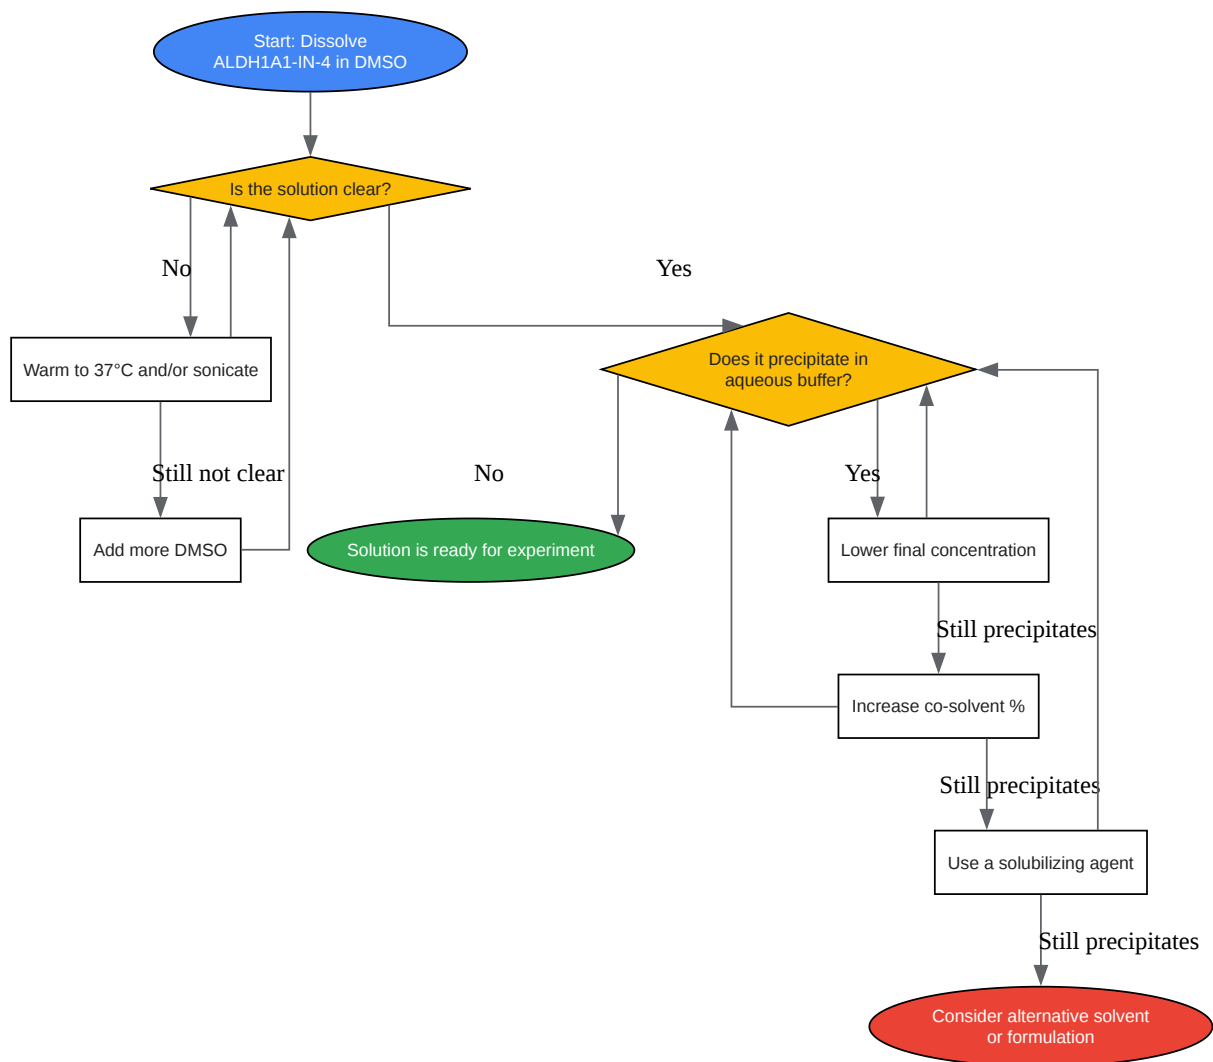 Start: Dissolve
ALDH1A1-IN-4 in DMSO
Is the solution clear?
No
Yes
Warm to 37°C and/or sonicate
Does it precipitate in
aqueous buffer?
Still not clear
No
Yes
Add more DMSO
Solution is ready for experiment
Lower final concentration
Still precipitates
Increase co-solvent %
Still precipitates
Use a solubilizing agent
Still precipitates
Consider alternative solvent
or formulation